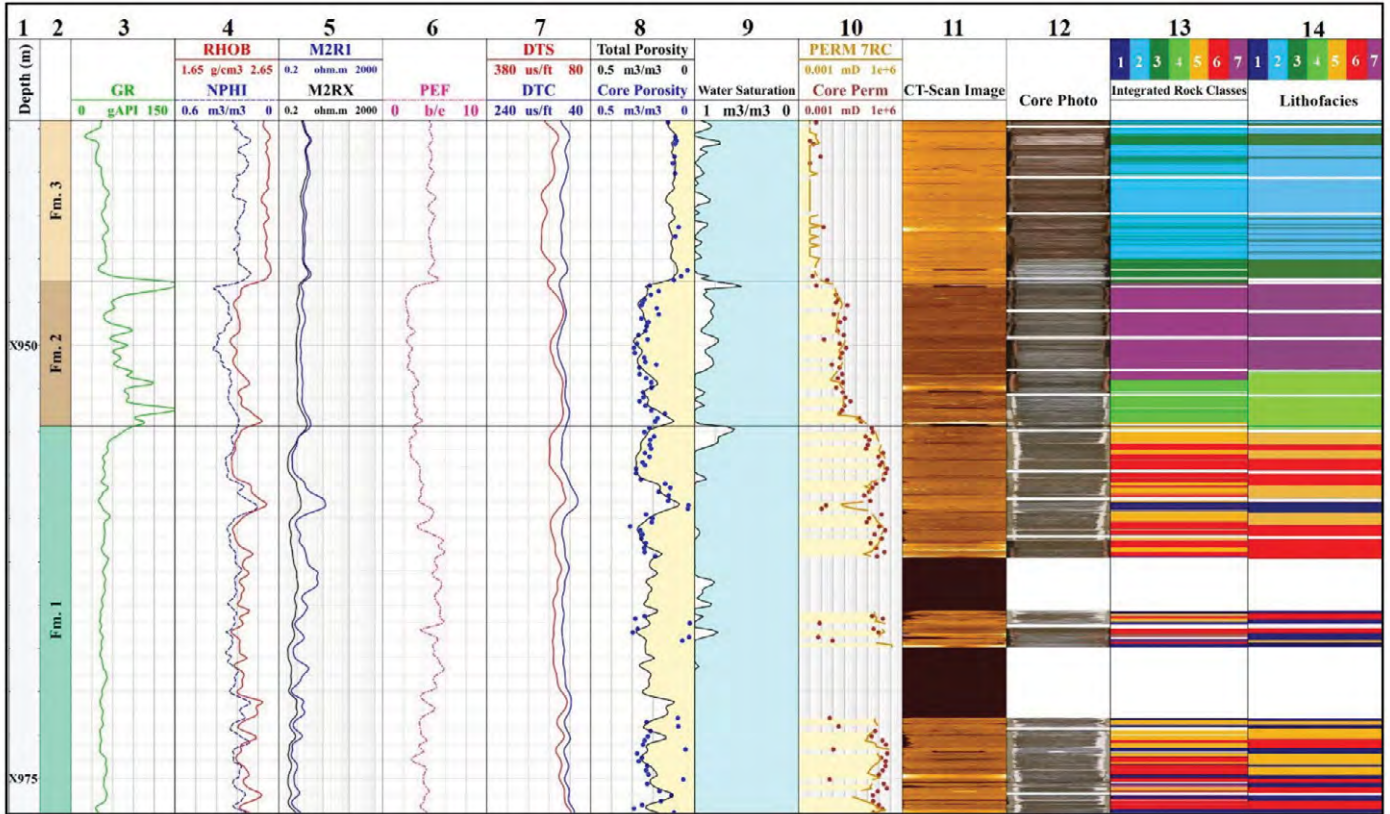 1 2 3 4 5 6 7 8 9 10 11 12 13 14
Depth (m)
GR
0 gAPI 150
RHOB
1.65 g/cm3 2.65
NPHI
0.6 m3/m3 0
M2R1
0.2 ohm.m 2000
M2RX
0.2 ohm.m 2000
PEF
0 b/e 10
DTS
380 us/ft 80
DTC
240 us/ft 40
Total Porosity
0.5 m3/m3 0
Core Porosity
0.5 m3/m3 0
Water Saturation
1 m3/m3 0
PERM 7RC
0.001 mD 1e+6
Core Perm
0.001 mD 1e+6
CT-Scan Image
Core Photo
1 2 3 4 5 6 7
Integrated Rock Classes
1 2 3 4 5 6 7
Lithofacies
Fm. 3
Fm. 2
X950
Fm. 1
X975